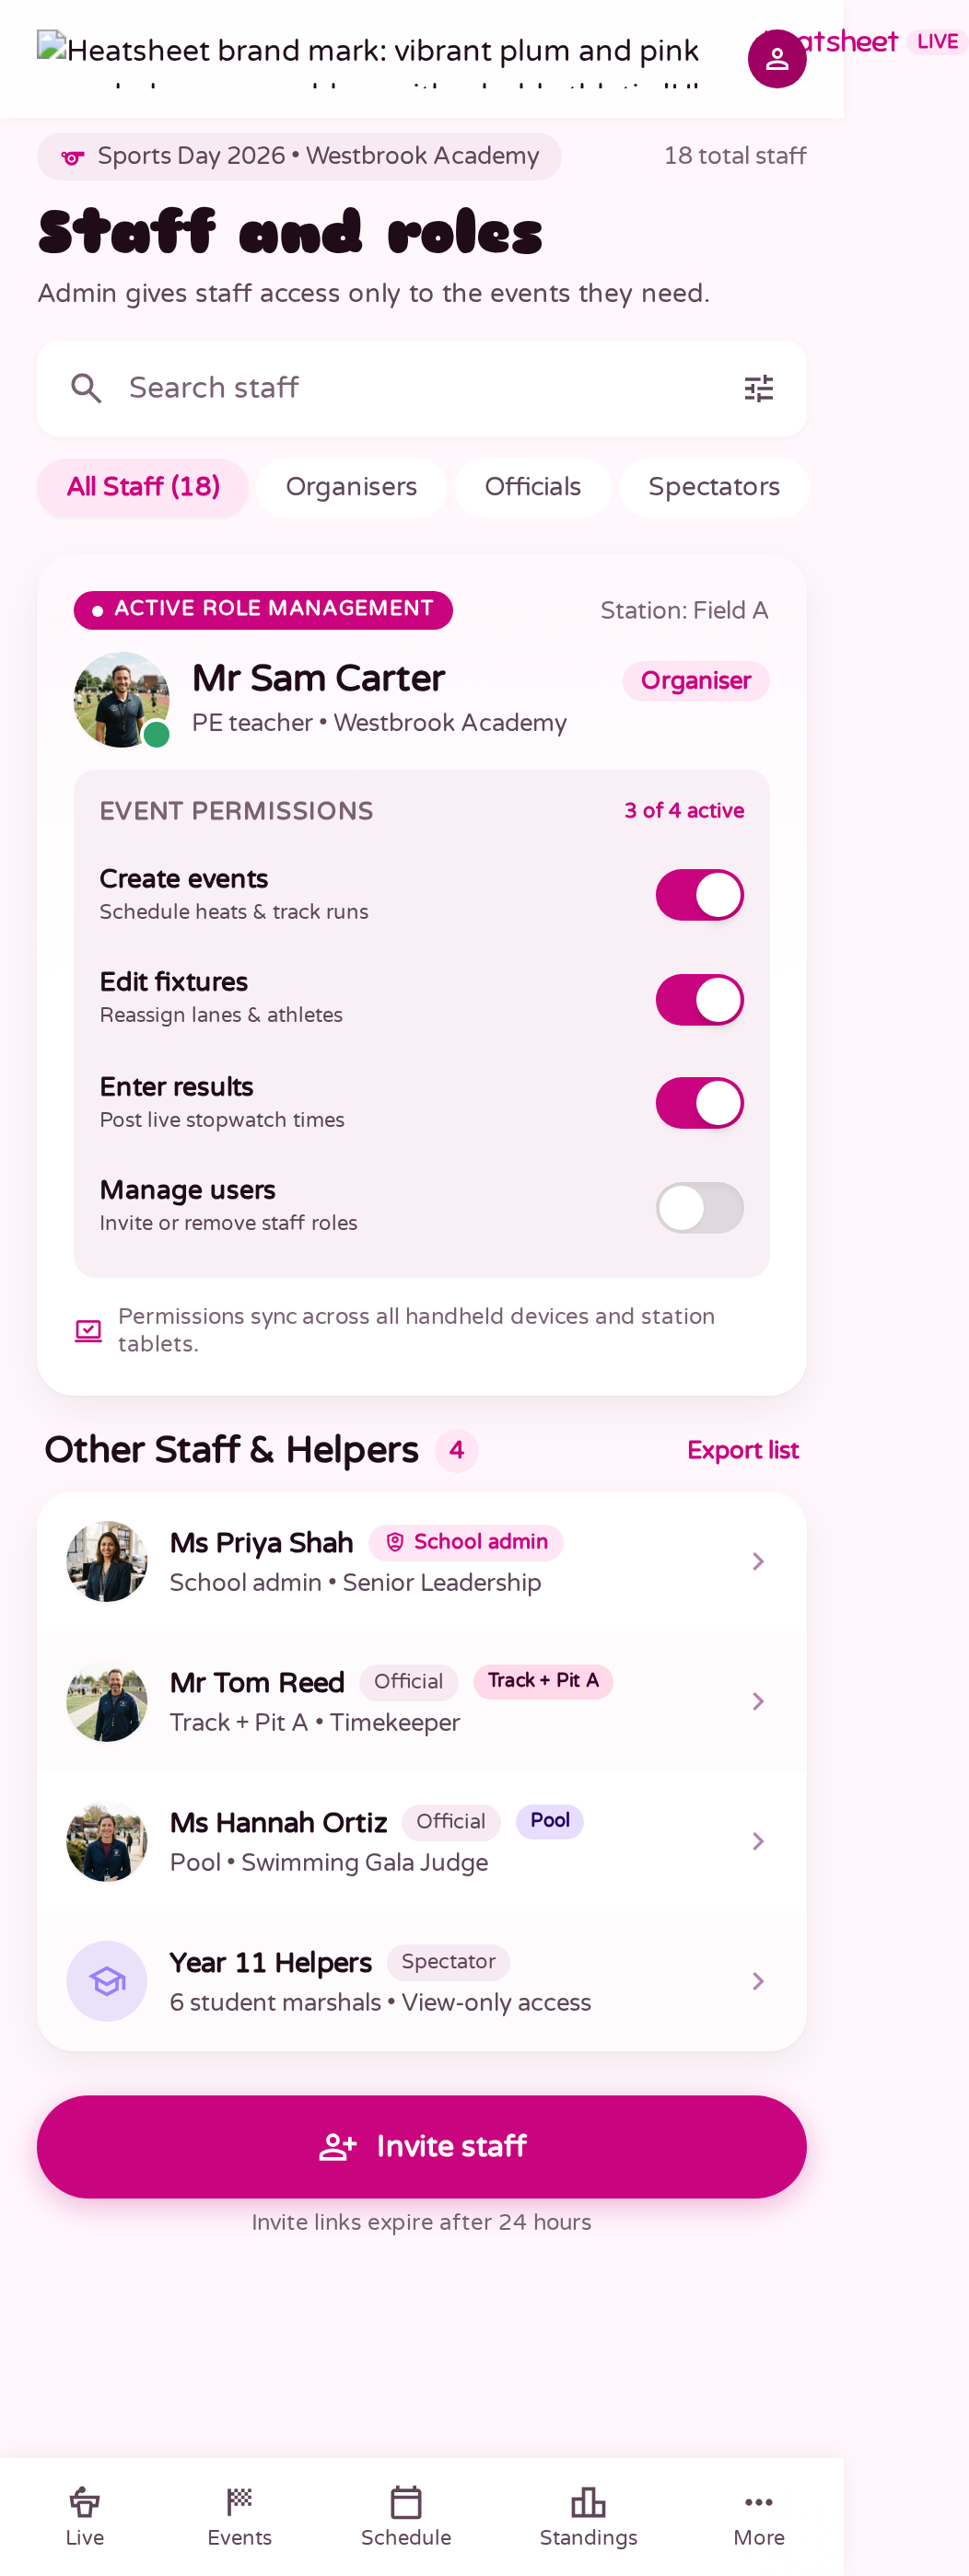 Heatsheet brand mark: vibrant plum and pink
atsheet LIVE
Sports Day 2026 • Westbrook Academy
18 total staff
Staff and roles
Admin gives staff access only to the events they need.
Search staff
All Staff (18)
Organisers
Officials
Spectators
ACTIVE ROLE MANAGEMENT
Station: Field A
Mr Sam Carter
Organiser
PE teacher • Westbrook Academy
EVENT PERMISSIONS
3 of 4 active
Create events
Schedule heats & track runs
Edit fixtures
Reassign lanes & athletes
Enter results
Post live stopwatch times
Manage users
Invite or remove staff roles
Permissions sync across all handheld devices and station
tablets.
Other Staff & Helpers 4
Export list
Ms Priya Shah School admin
School admin • Senior Leadership
Mr Tom Reed Official Track + Pit A
Track + Pit A • Timekeeper
Ms Hannah Ortiz Official Pool
Pool • Swimming Gala Judge
Year 11 Helpers Spectator
6 student marshals • View-only access
Invite staff
Invite links expire after 24 hours
Live
Events
Schedule
Standings
More